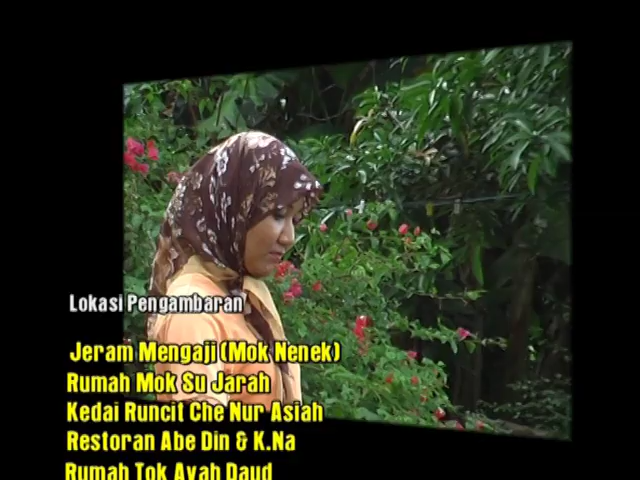 Lokasi Pengambaran
Jeram Mengaji (Mok Nenek)
Rumah Mok Su Jarah
Kedai Runcit Che Nur Asiah
Restoran Abe Din & K.Na
Rumah Tok Ayah Daud